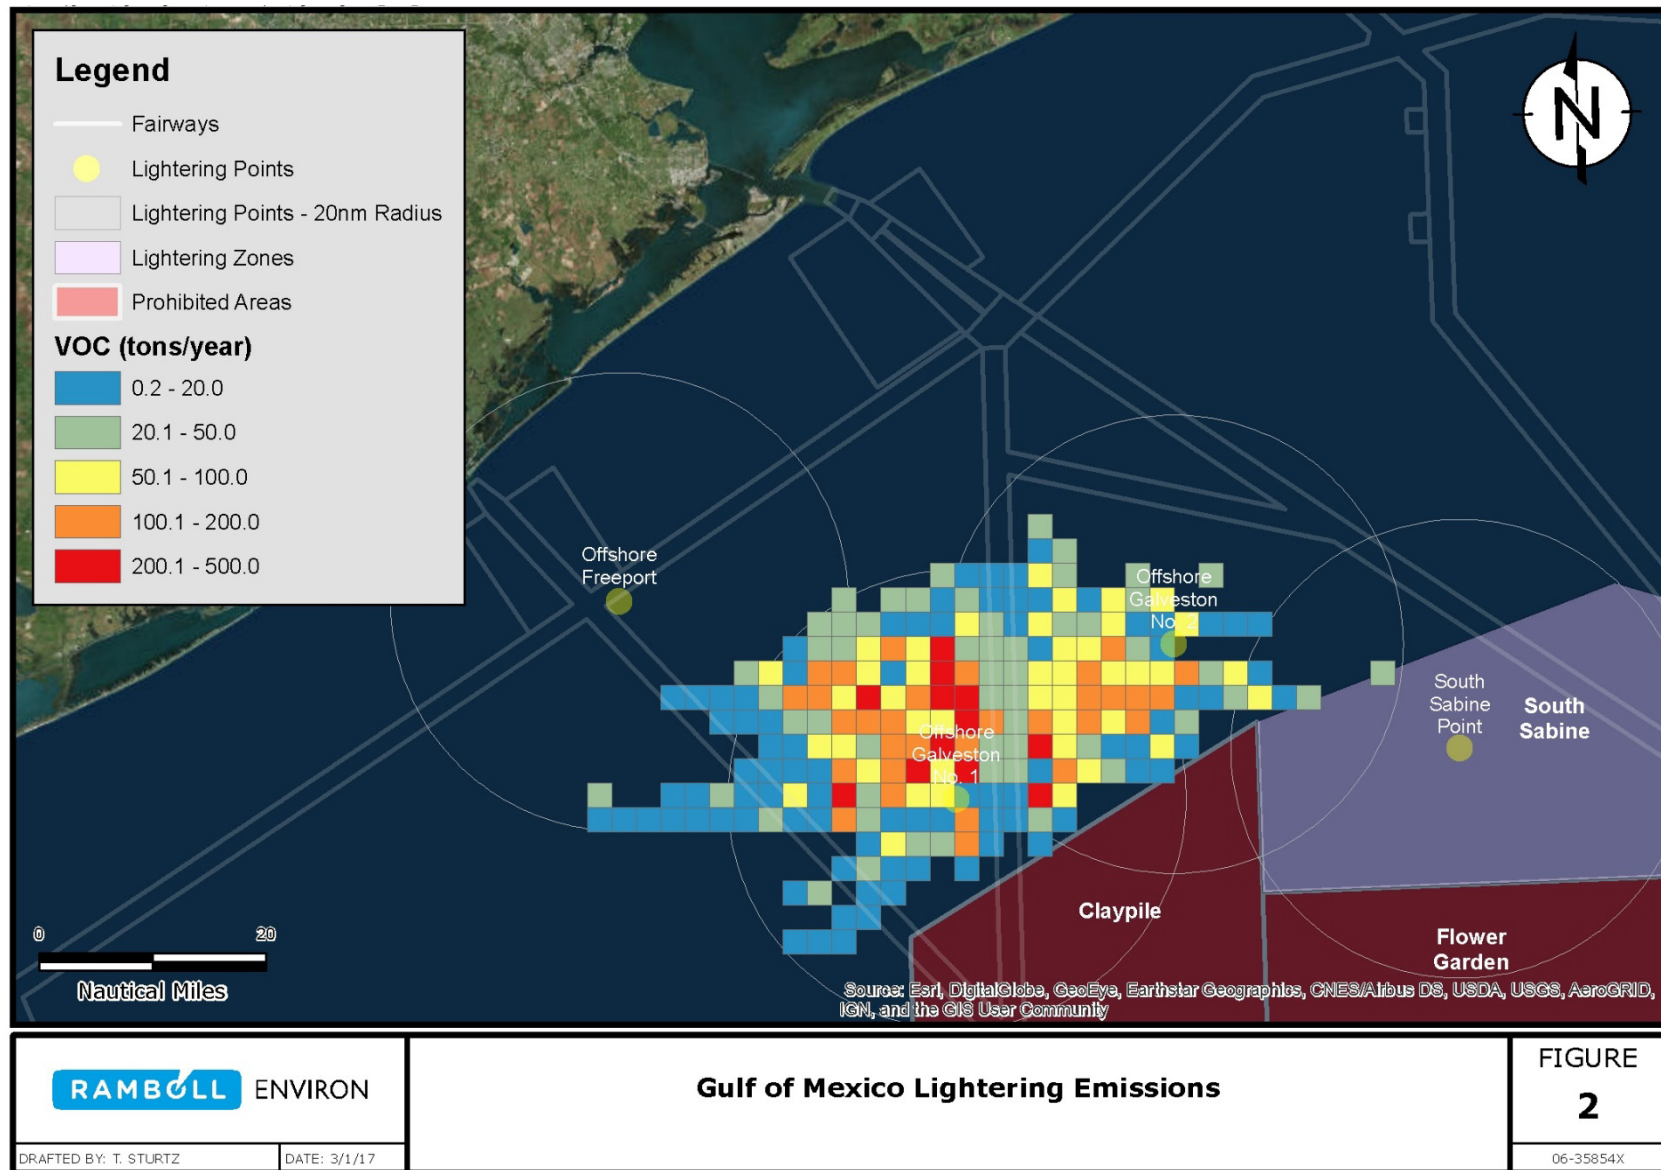 Legend
Fairways
Lightering Points
Lightering Points - 20nm Radius
Lightering Zones
Prohibited Areas
VOC (tons/year)
0.2 - 20.0
20.1 - 50.0
50.1 - 100.0
100.1 - 200.0
200.1 - 500.0
N
Offshore
Freeport
Offshore
Galveston
No. 2
Offshore
Galveston
No. 1
South
Sabine
Point
South
Sabine
Claypile
Flower
Garden
0 20
Nautical Miles
Source: Esri, DigitalGlobe, GeoEye, Earthstar Geographics, CNES/Airbus DS, USDA, USGS, AeroGRID,
IGN, and the GIS User Community
RAMBOLL ENVIRON
DRAFTED BY: T. STURTZ
DATE: 3/1/17
Gulf of Mexico Lightering Emissions
FIGURE
2
06-35854X